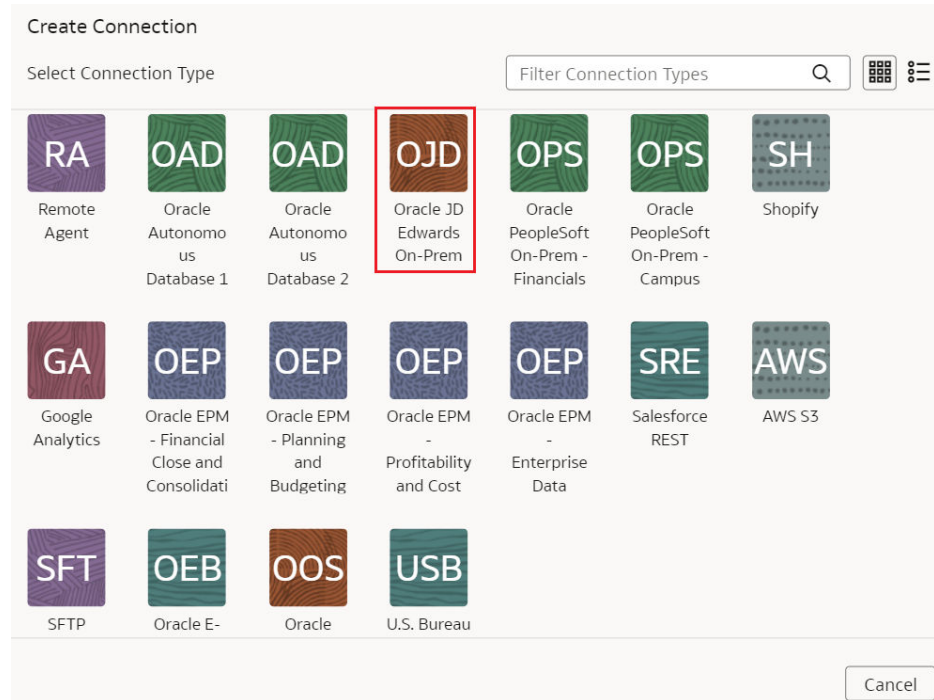 Create Connection
Select Connection Type
Filter Connection Types
RA
OAD
OAD
OJD
OPS
OPS
SH
Remote
Agent
Oracle
Autonomo
us
Database 1
Oracle
Autonomo
us
Database 2
Oracle JD
Edwards
On-Prem
Oracle
PeopleSoft
On-Prem -
Financials
Oracle
PeopleSoft
On-Prem -
Campus
Shopify
GA
OEP
OEP
OEP
OEP
SRE
AWS
Google
Analytics
Oracle EPM
- Financial
Close and
Consolidati
Oracle EPM
- Planning
and
Budgeting
Oracle EPM
-
Profitability
and Cost
Oracle EPM
-
Enterprise
Data
Salesforce
REST
AWS S3
SFT
OEB
OOS
USB
SFTP
Oracle E-
Oracle
U.S. Bureau
Cancel